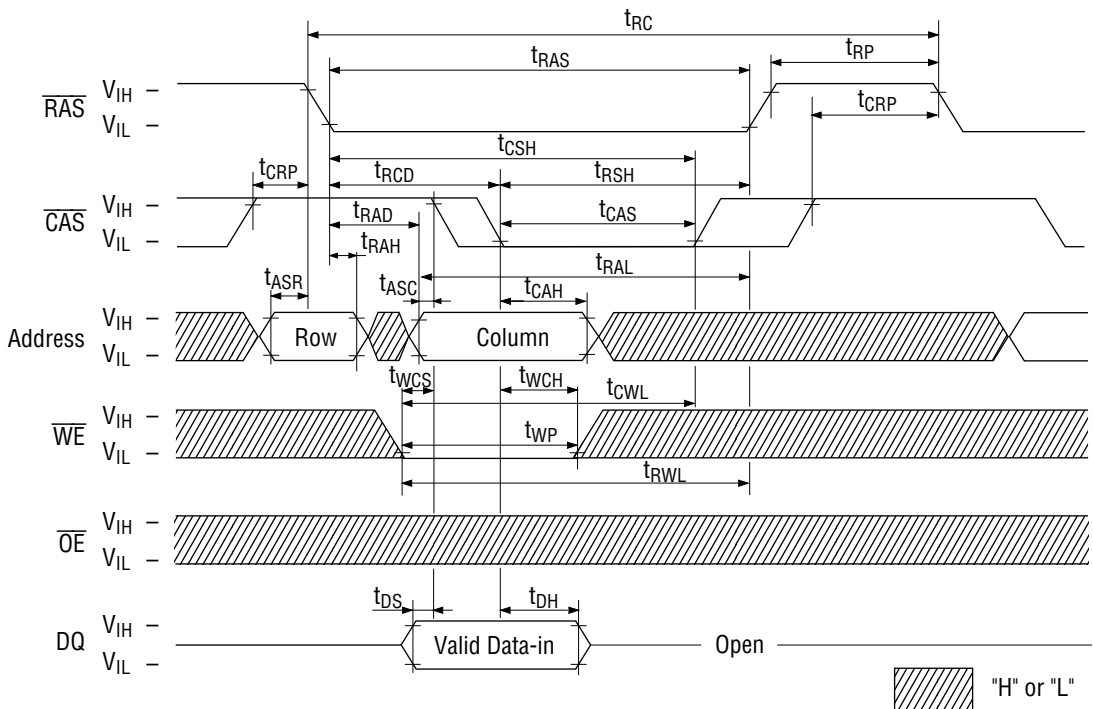 tRC
tRAS
tRP
RAS
VIH –
VIL –
tCRP
tCSH
tCRP
tRCD
tRSH
CAS
VIH –
VIL –
tRAD
tCAS
tRAH
tRAL
tASR
tASC
tCAH
Address
VIH –
VIL –
Row
Column
tWCS
tWCH
tCWL
WE
VIH –
VIL –
tWP
tRWL
OE
VIH –
VIL –
tDS
tDH
DQ
VIH –
VIL –
Valid Data-in
Open
"H" or "L"